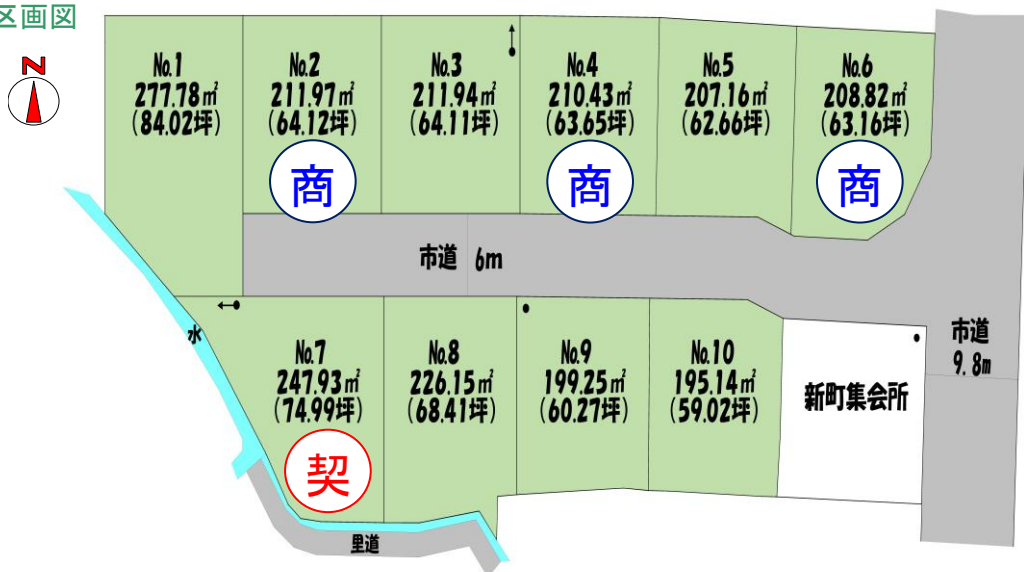 区画図
N
No.1
277.78㎡
(84.02坪)
No.2
211.97㎡
(64.12坪)
商
No.3
211.94㎡
(64.11坪)
No.4
210.43㎡
(63.65坪)
商
No.5
207.16㎡
(62.66坪)
No.6
208.82㎡
(63.16坪)
商
市道 6m
水
No.7
247.93㎡
(74.99坪)
契
No.8
226.15㎡
(68.41坪)
No.9
199.25㎡
(60.27坪)
No.10
195.14㎡
(59.02坪)
新町集会所
市道
9.8m
里道